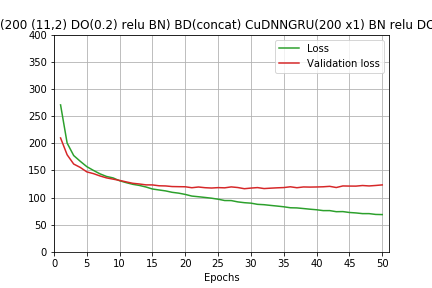 (200 (11,2) DO(0.2) relu BN) BD(concat) CuDNNGRU(200 x1) BN relu DO
Loss
Validation loss
400
350
300
250
200
150
100
50
0
0 5 10 15 20 25 30 35 40 45 50
Epochs